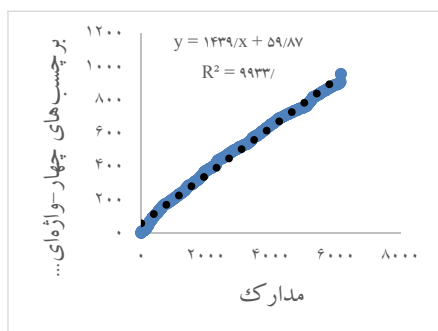 برچسب‌های چهار-واژه‌ای...
۱۲۰۰
۱۰۰۰
۸۰۰
۶۰۰
۴۰۰
۲۰۰
۰
y = ۱۴۳۹/x + ۵۹/۸۷
R² = ۹۹۳۳/
۰ ۲۰۰۰ ۴۰۰۰ ۶۰۰۰ ۸۰۰۰
مدارک